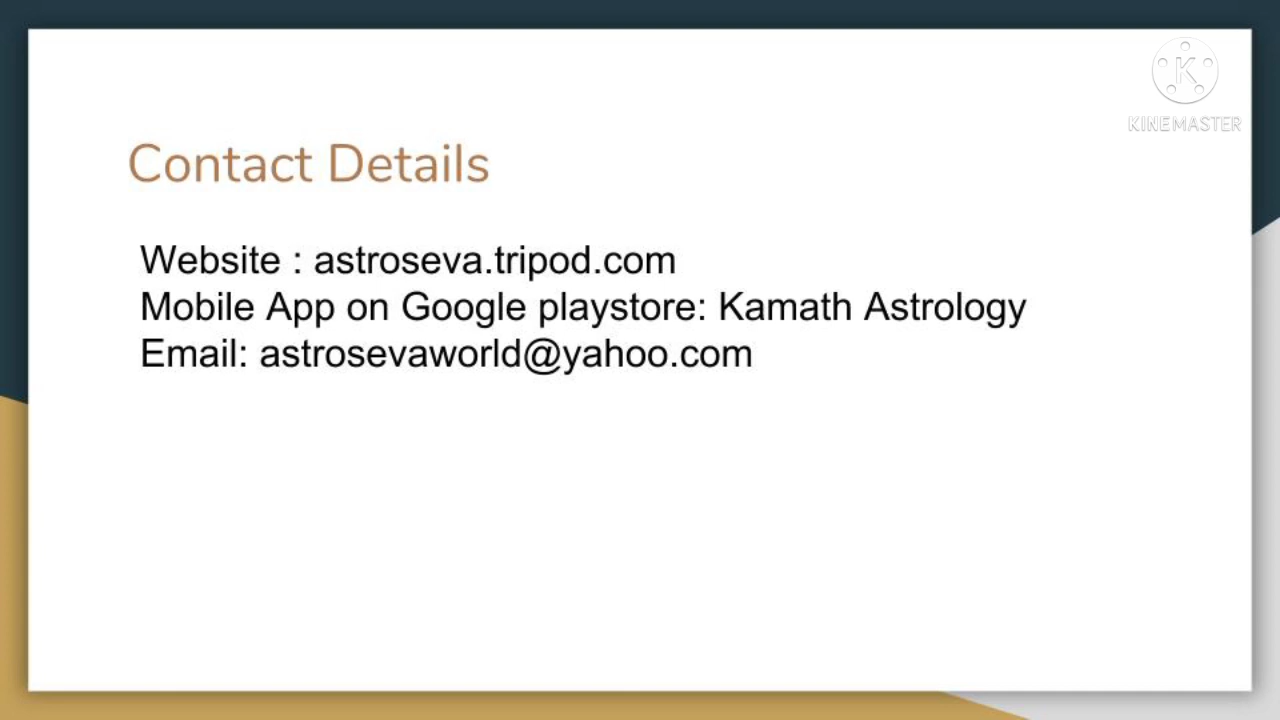 KINEMASTER
Contact Details
Website : astroseva.tripod.com
Mobile App on Google playstore: Kamath Astrology
Email: astrosevaworld@yahoo.com